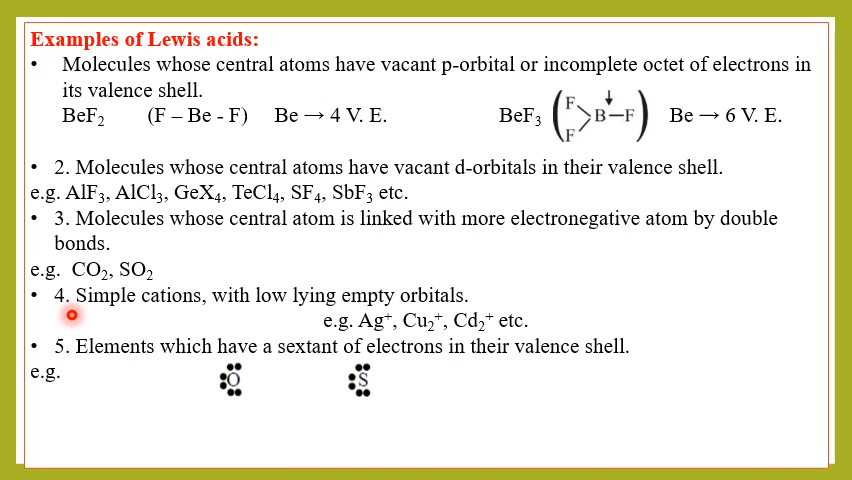 Examples of Lewis acids:
• Molecules whose central atoms have vacant p-orbital or incomplete octet of electrons in
its valence shell.
BeF₂ (F – Be - F) Be → 4 V. E. BeF₃ (F F B–F) Be → 6 V. E.
• 2. Molecules whose central atoms have vacant d-orbitals in their valence shell.
e.g. AlF₃, AlCl₃, GeX₄, TeCl₄, SF₄, SbF₃ etc.
• 3. Molecules whose central atom is linked with more electronegative atom by double
bonds.
e.g. CO₂, SO₂
• 4. Simple cations, with low lying empty orbitals.
e.g. Ag⁺, Cu₂⁺, Cd₂⁺ etc.
• 5. Elements which have a sextant of electrons in their valence shell.
e.g. O S